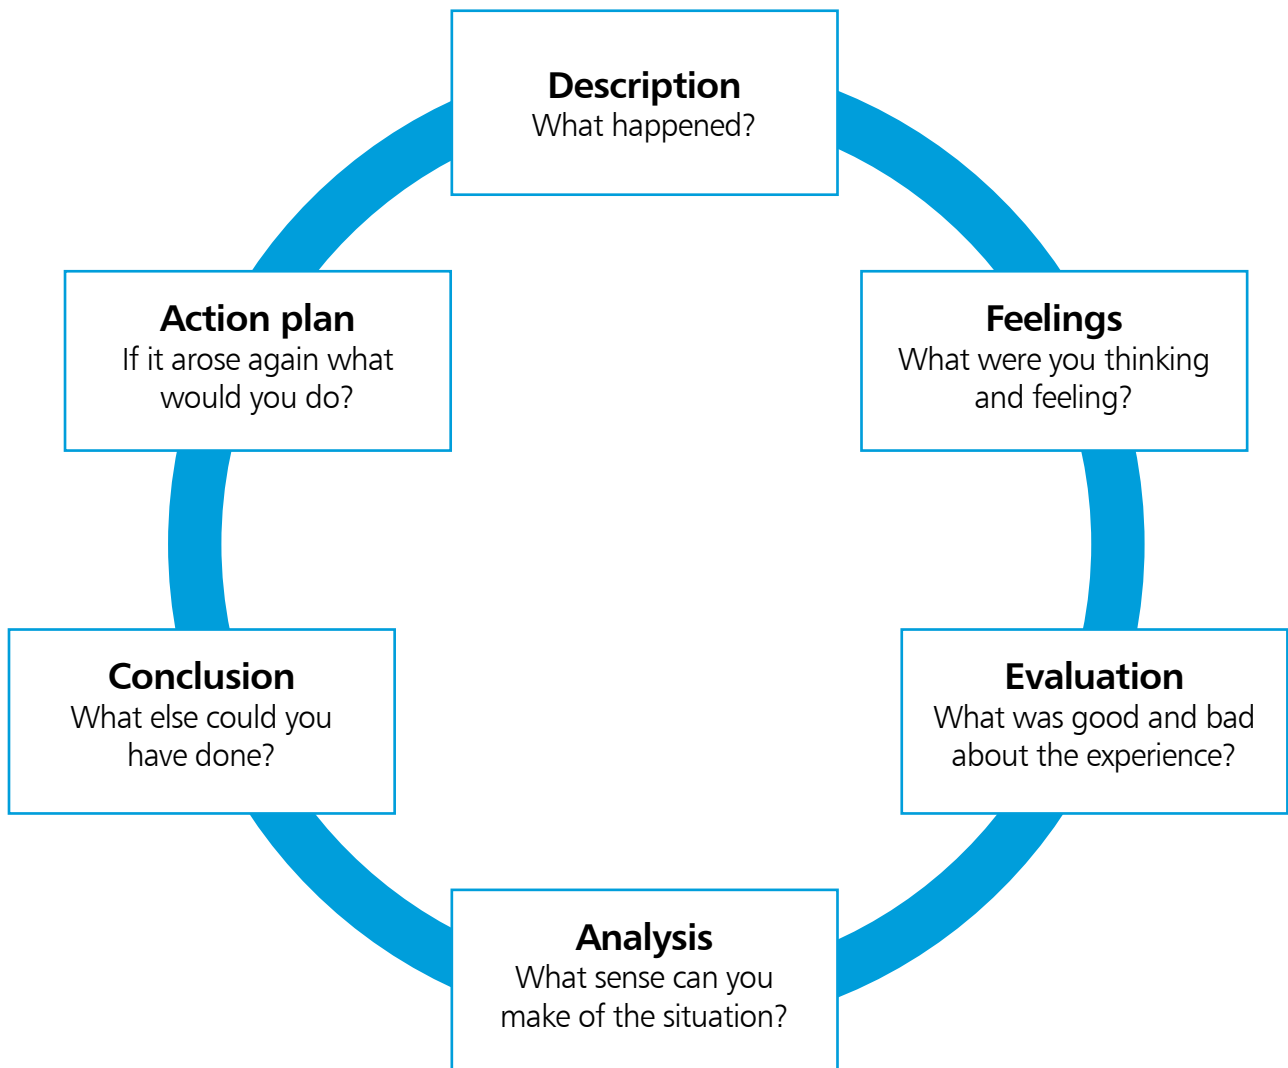 Description
What happened?
Feelings
What were you thinking
and feeling?
Evaluation
What was good and bad
about the experience?
Analysis
What sense can you
make of the situation?
Conclusion
What else could you
have done?
Action plan
If it arose again what
would you do?